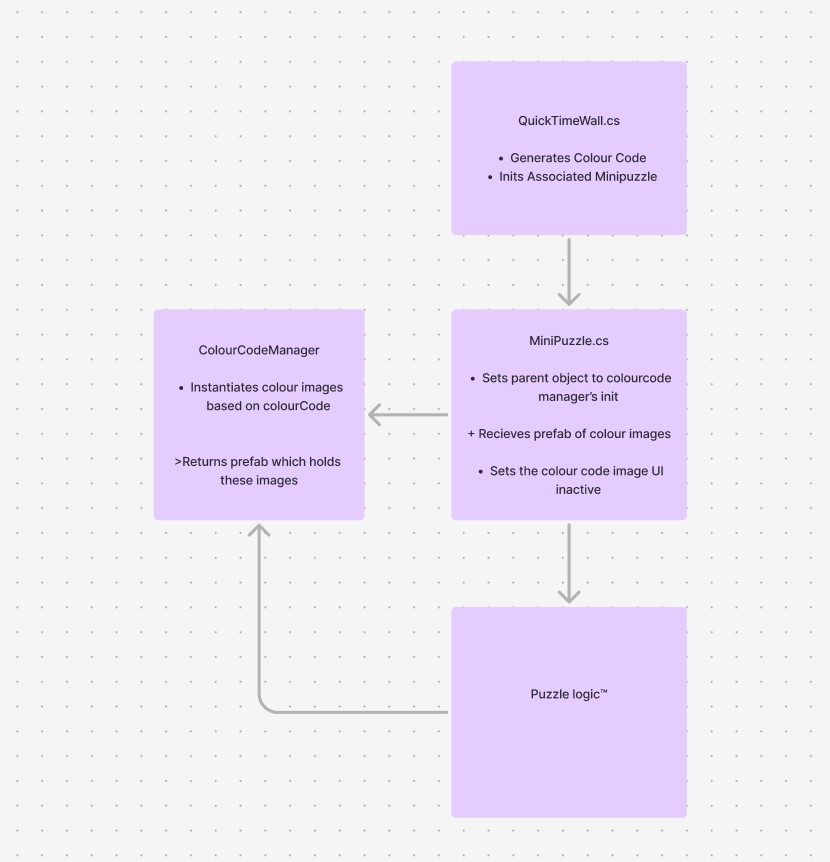 QuickTimeWall.cs
• Generates Colour Code
• Inits Associated Minipuzzle
ColourCodeManager
• Instantiates colour images
based on colourCode
>Returns prefab which holds
these images
MiniPuzzle.cs
• Sets parent object to colourcode
manager's init
+ Recieves prefab of colour images
• Sets the colour code image UI
inactive
Puzzle logic™